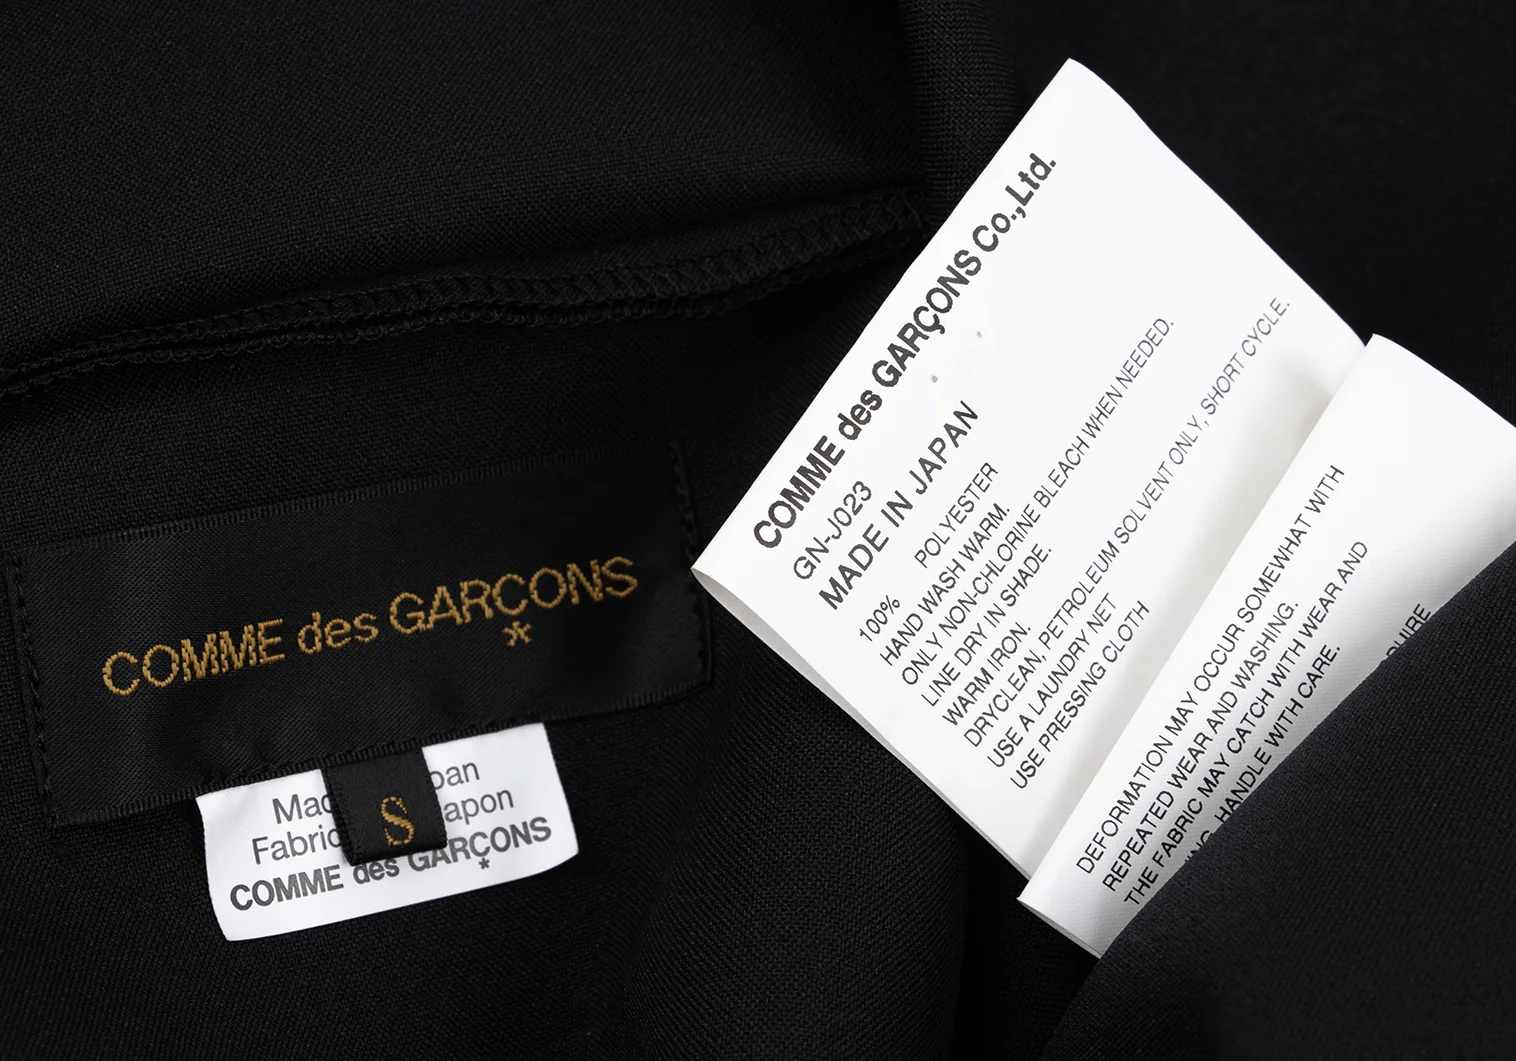 COMME des GARÇONS
*
S
Fabric
COMME des GARÇONS
*
COMME des GARÇONS Co.,Ltd.
GN-J023
MADE IN JAPAN
100% POLYESTER
HAND WASH WARM.
ONLY NON-CHLORINE BLEACH WHEN NEEDED.
LINE DRY IN SHADE.
WARM IRON.
DRYCLEAN, PETROLEUM SOLVENT ONLY, SHORT CYCLE.
USE A LAUNDRY NET
USE PRESSING CLOTH
DEFORMATION MAY OCCUR SOMEWHAT WITH
REPEATED WEAR AND WASHING.
THE FABRIC MAY CATCH WITH WEAR AND
HANDLE WITH CARE.